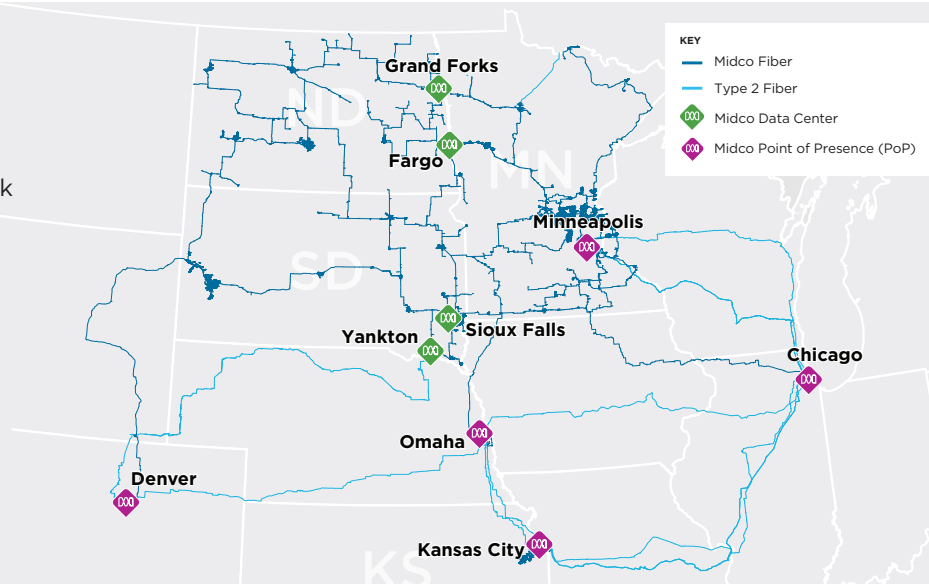 KEY
Midco Fiber
Type 2 Fiber
Midco Data Center
Midco Point of Presence (PoP)
Grand Forks
ND
Fargo
MN
k
Minneapolis
SD
Yankton
Sioux Falls
Chicago
Omaha
Denver
Kansas City
KS